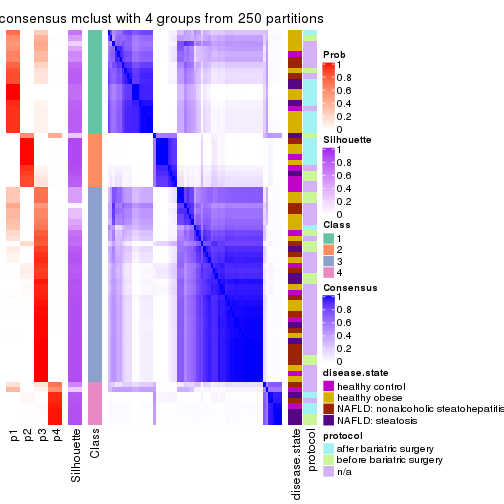 consensus mclust with 4 groups from 250 partitions
Prob
1
0.8
0.6
0.4
0.2
0
Silhouette
1
0.8
0.6
0.4
0.2
0
Class
1
2
3
4
Consensus
1
0.8
0.6
0.4
0.2
0
disease.state
healthy control
healthy obese
NAFLD: nonalcoholic steatohepatitis
NAFLD: steatosis
protocol
after bariatric surgery
before bariatric surgery
n/a
p1
p2
p3
p4
Silhouette
Class
disease.state
protocol